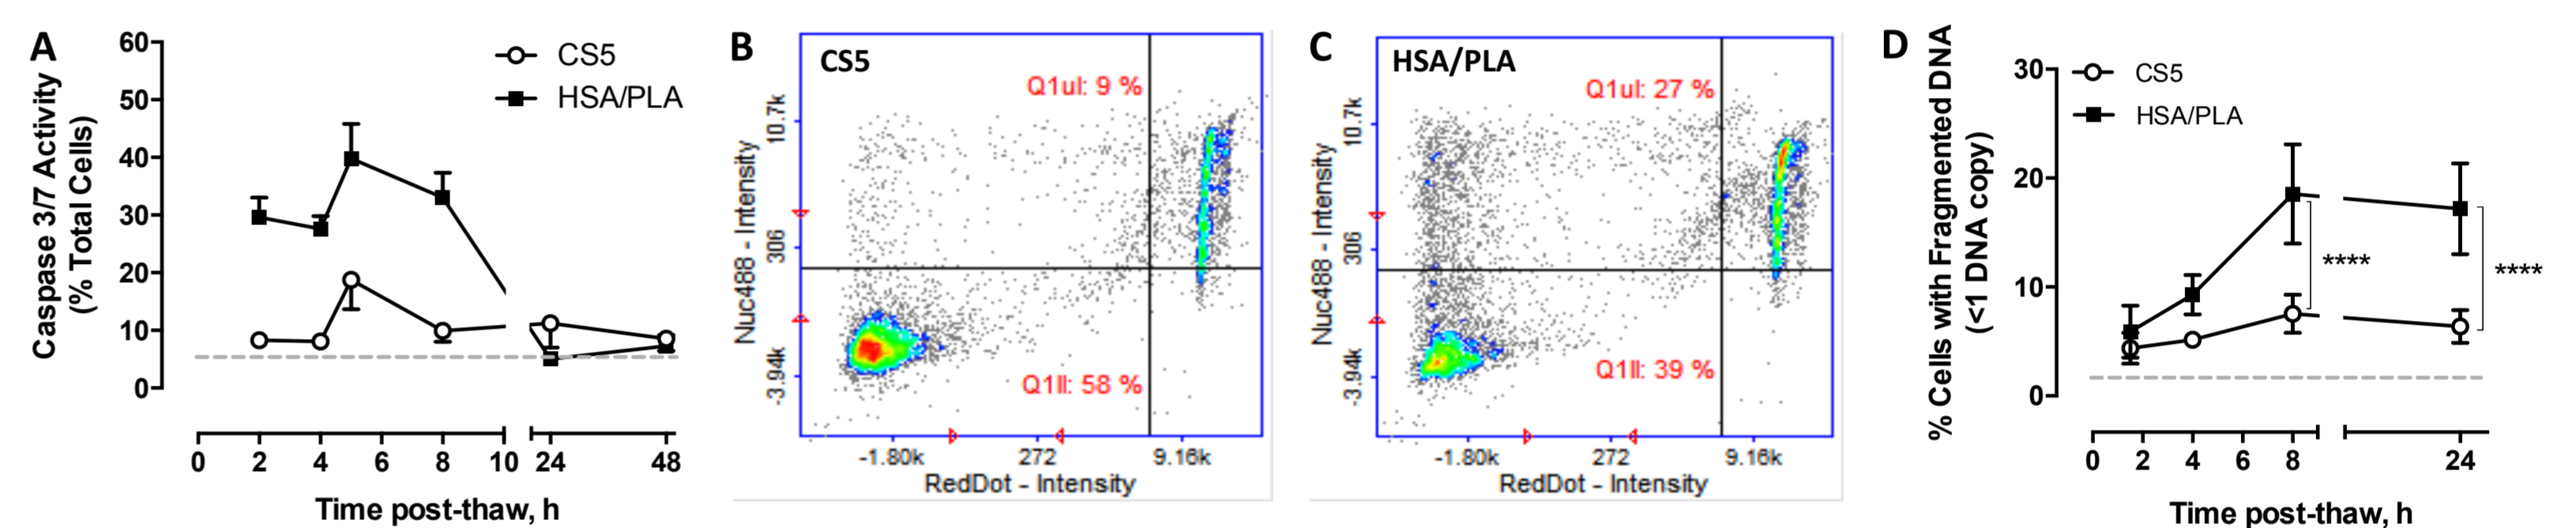 A
Caspase 3/7 Activity
(% Total Cells)
60
50
40
30
20
10
0
CS5
HSA/PLA
0 2 4 6 8 10 24 48
Time post-thaw, h
B
CS5
Q1ul: 9 %
Q1ll: 58 %
Nuc488 - Intensity
10.7k
306
-3.94k
-1.80k 272 9.16k
RedDot - Intensity
C
HSA/PLA
Q1ul: 27 %
Q1ll: 39 %
Nuc488 - Intensity
10.7k
306
-3.94k
-1.80k 272 9.16k
RedDot - Intensity
D
% Cells with Fragmented DNA
(<1 DNA copy)
30
20
10
0
CS5
HSA/PLA
****
****
0 2 4 6 8 24
Time post-thaw, h